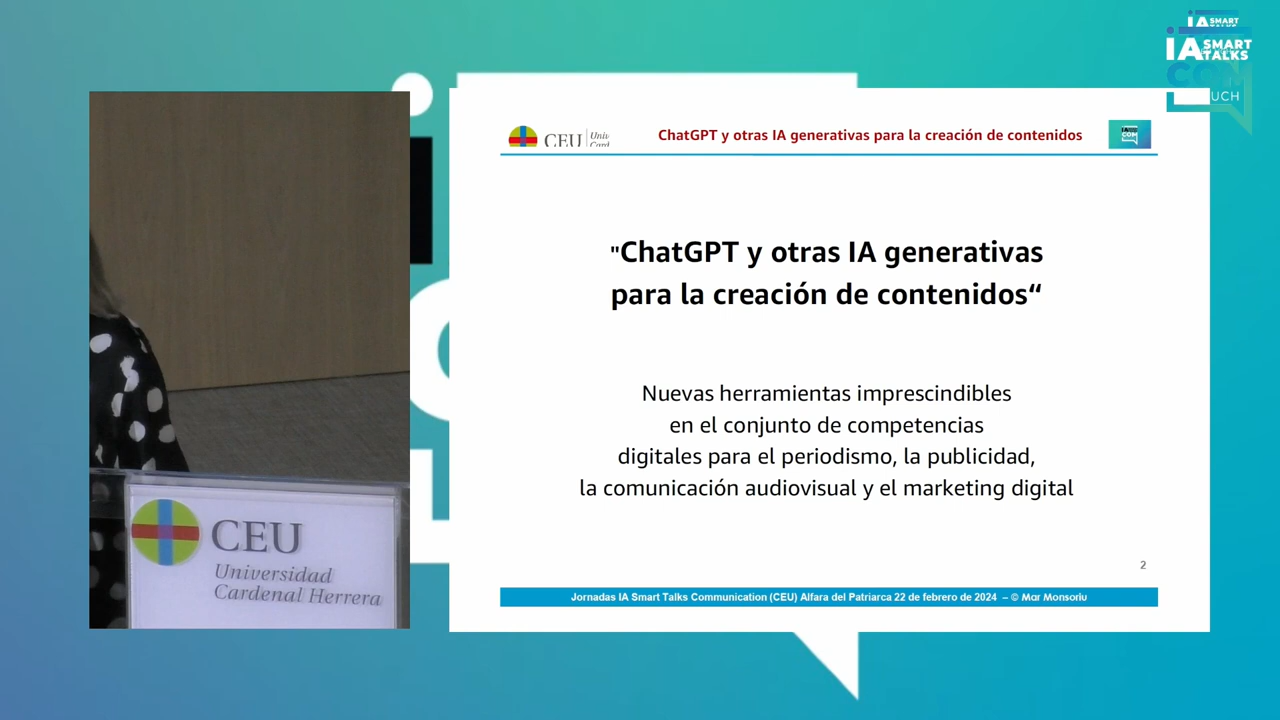 IA SMART
IA SMART
TALKS
COM
UCH
CEU
ChatGPT y otras IA generativas para la creación de contenidos
"ChatGPT y otras IA generativas
para la creación de contenidos“
Nuevas herramientas imprescindibles
en el conjunto de competencias
digitales para el periodismo, la publicidad,
la comunicación audiovisual y el marketing digital
2
Jornadas IA Smart Talks Communication (CEU) Alfara del Patriarca 22 de febrero de 2024 – © Mar Monsoriu
CEU
Universidad
Cardenal Herrera